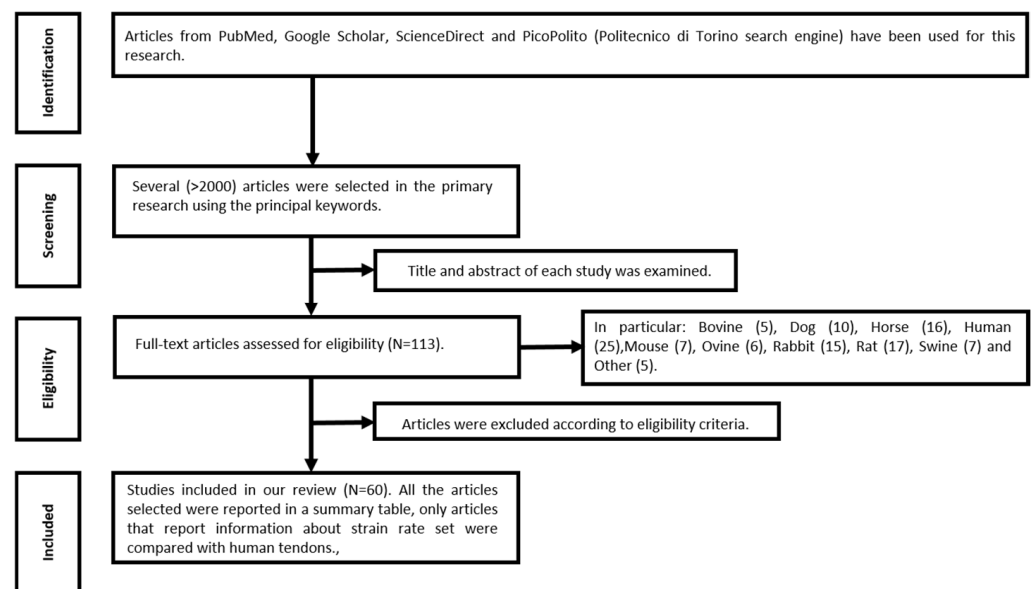 Identification
Articles from PubMed, Google Scholar, ScienceDirect and PicoPolito (Politecnico di Torino search engine) have been used for this
research.
Screening
Several (>2000) articles were selected in the primary
research using the principal keywords.
Title and abstract of each study was examined.
Eligibility
Full-text articles assessed for eligibility (N=113).
In particular: Bovine (5), Dog (10), Horse (16), Human
(25),Mouse (7), Ovine (6), Rabbit (15), Rat (17), Swine (7) and
Other (5).
Articles were excluded according to eligibility criteria.
Included
Studies included in our review (N=60). All the articles
selected were reported in a summary table, only articles
that report information about strain rate set were
compared with human tendons.,